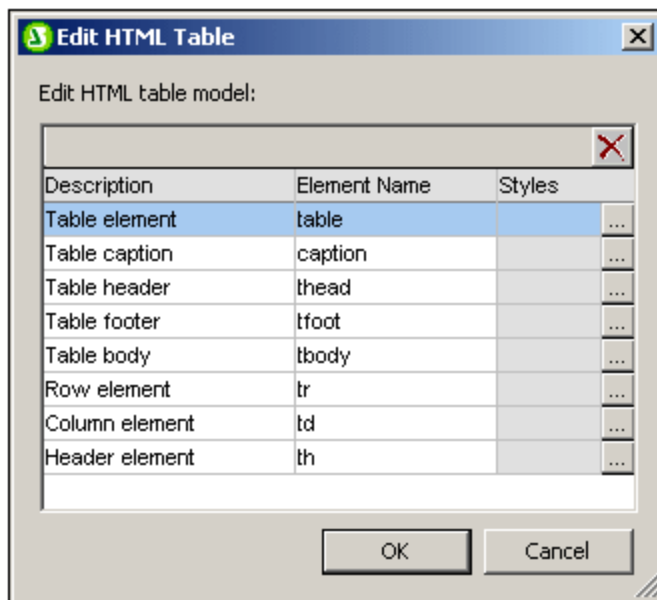 Edit HTML Table
Edit HTML table model:
Description Element Name Styles
Table element table ...
Table caption caption ...
Table header thead ...
Table footer tfoot ...
Table body tbody ...
Row element tr ...
Column element td ...
Header element th ...
OK Cancel